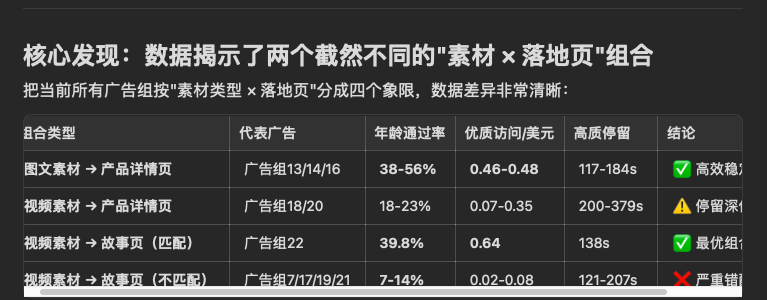 核心发现：数据揭示了两个截然不同的"素材 × 落地页"组合
把当前所有广告组按"素材类型 × 落地页"分成四个象限，数据差异非常清晰：
组合类型 代表广告 年龄通过率 优质访问/美元 高质停留 结论
图文素材 → 产品详情页 广告组13/14/16 38-56% 0.46-0.48 117-184s ✅ 高效稳定
视频素材 → 产品详情页 广告组18/20 18-23% 0.07-0.35 200-379s ⚠️ 停留深
视频素材 → 故事页（匹配） 广告组22 39.8% 0.64 138s ✅ 最优组合
视频素材 → 故事页（不匹配） 广告组7/17/19/21 7-14% 0.02-0.08 121-207s ❌ 严重错